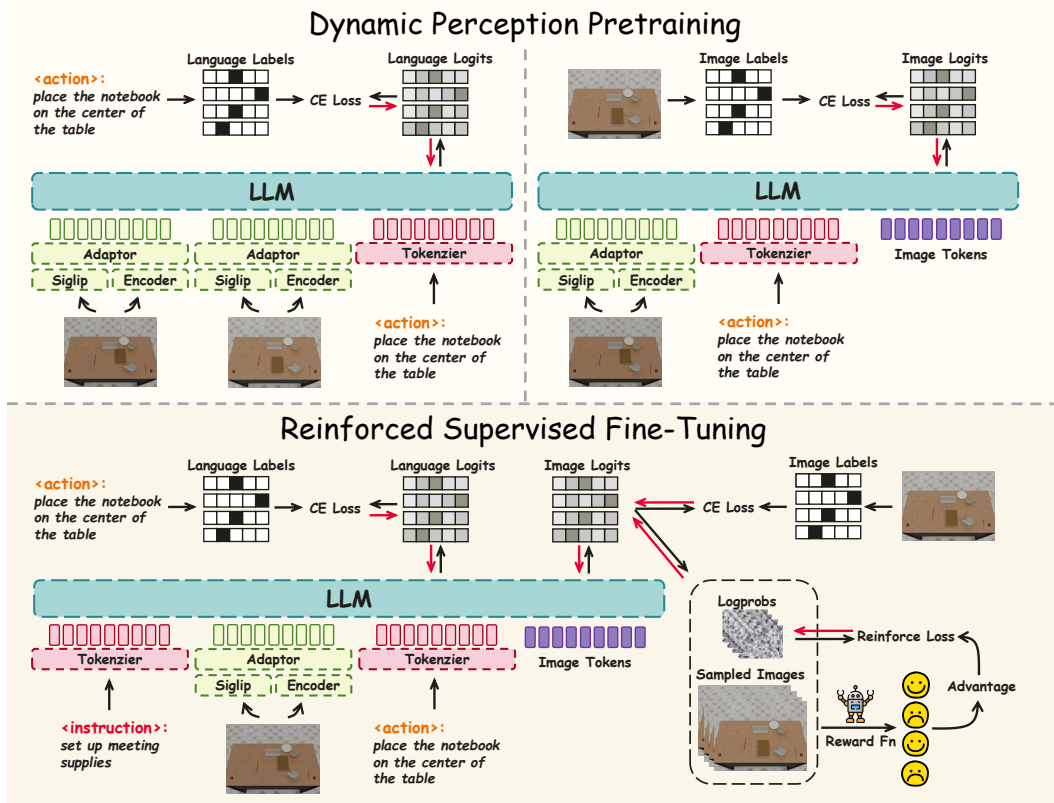 Dynamic Perception Pretraining
Language Labels
Language Logits
<action>:
place the notebook
on the center of
the table
CE Loss
LLM
Adaptor
Adaptor
Tokenzier
Siglip
Encoder
Siglip
Encoder
<action>:
place the notebook
on the center of
the table
Image Labels
Image Logits
CE Loss
LLM
Adaptor
Tokenzier
Image Tokens
Siglip
Encoder
<action>:
place the notebook
on the center of
the table
Reinforced Supervised Fine-Tuning
Language Labels
Language Logits
Image Logits
Image Labels
<action>:
place the notebook
on the center of
the table
CE Loss
CE Loss
LLM
Tokenzier
Adaptor
Tokenzier
Image Tokens
Siglip
Encoder
<instruction>:
set up meeting
supplies
<action>:
place the notebook
on the center of
the table
Logprobs
Reinforce Loss
Sampled Images
Advantage
Reward Fn